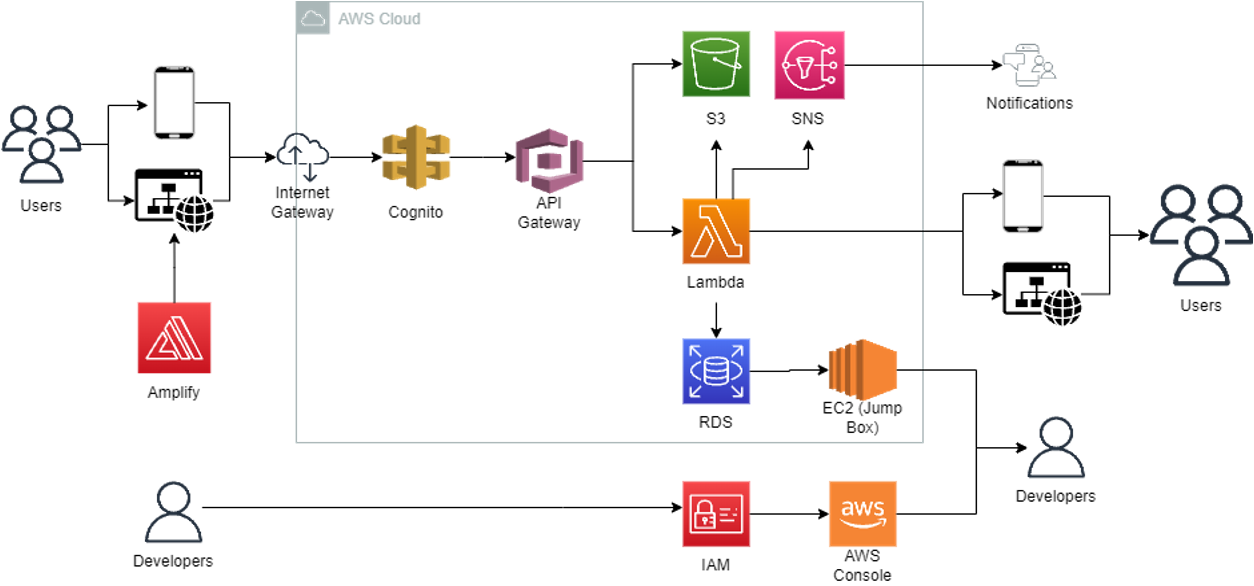 AWS Cloud
S3
SNS
Notifications
Users
Internet
Gateway
Cognito
API
Gateway
Lambda
Users
Amplify
RDS
EC2 (Jump
Box)
Developers
Developers
IAM
aws
AWS
Console